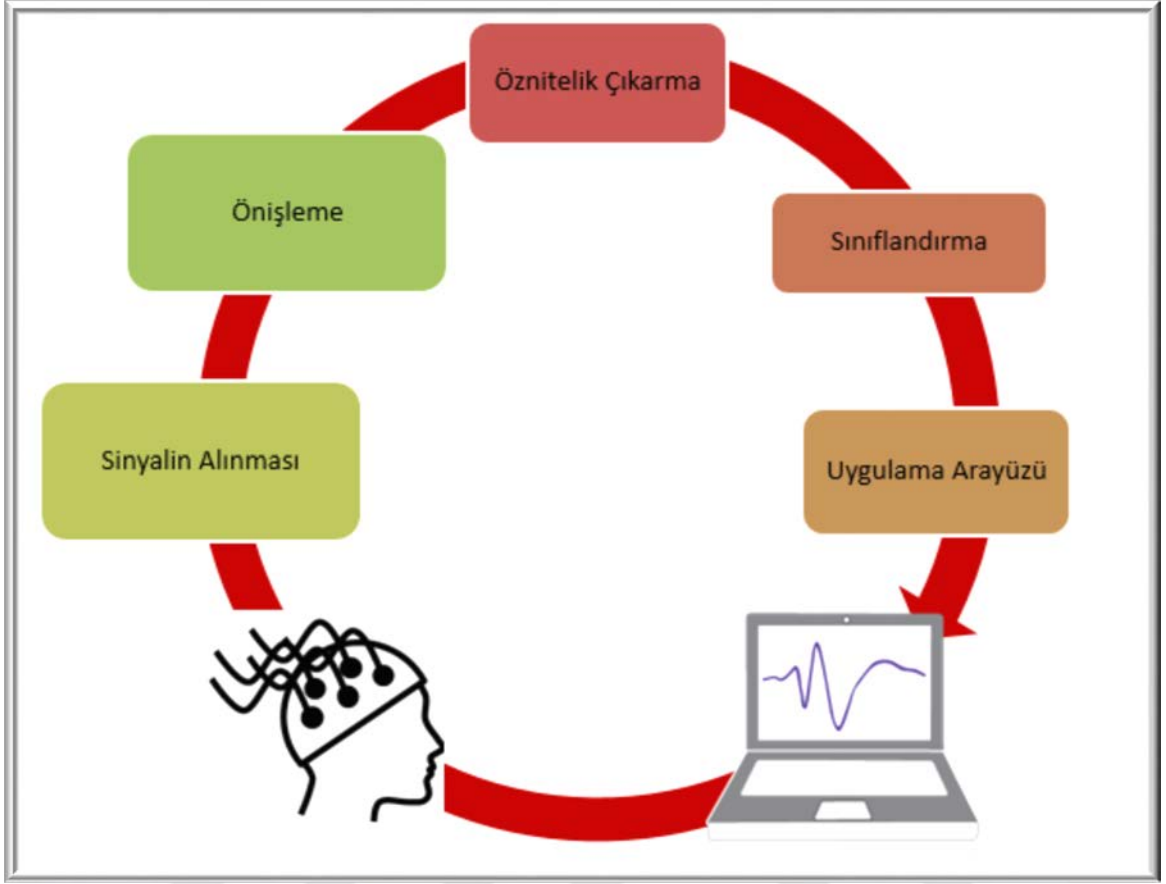 Öznitelik Çıkarma
Önişleme
Sınıflandırma
Sinyalin Alınması
Uygulama Arayüzü